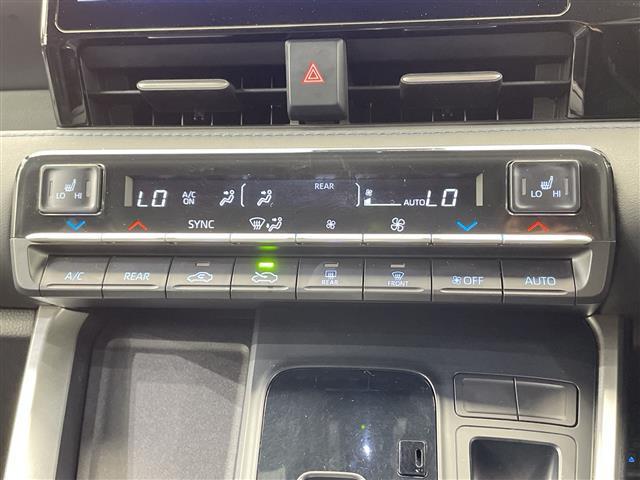 REAR
LO A/C ON AUTO LO
LO HI
LO HI
SYNC
A/C REAR REAR FRONT OFF AUTO